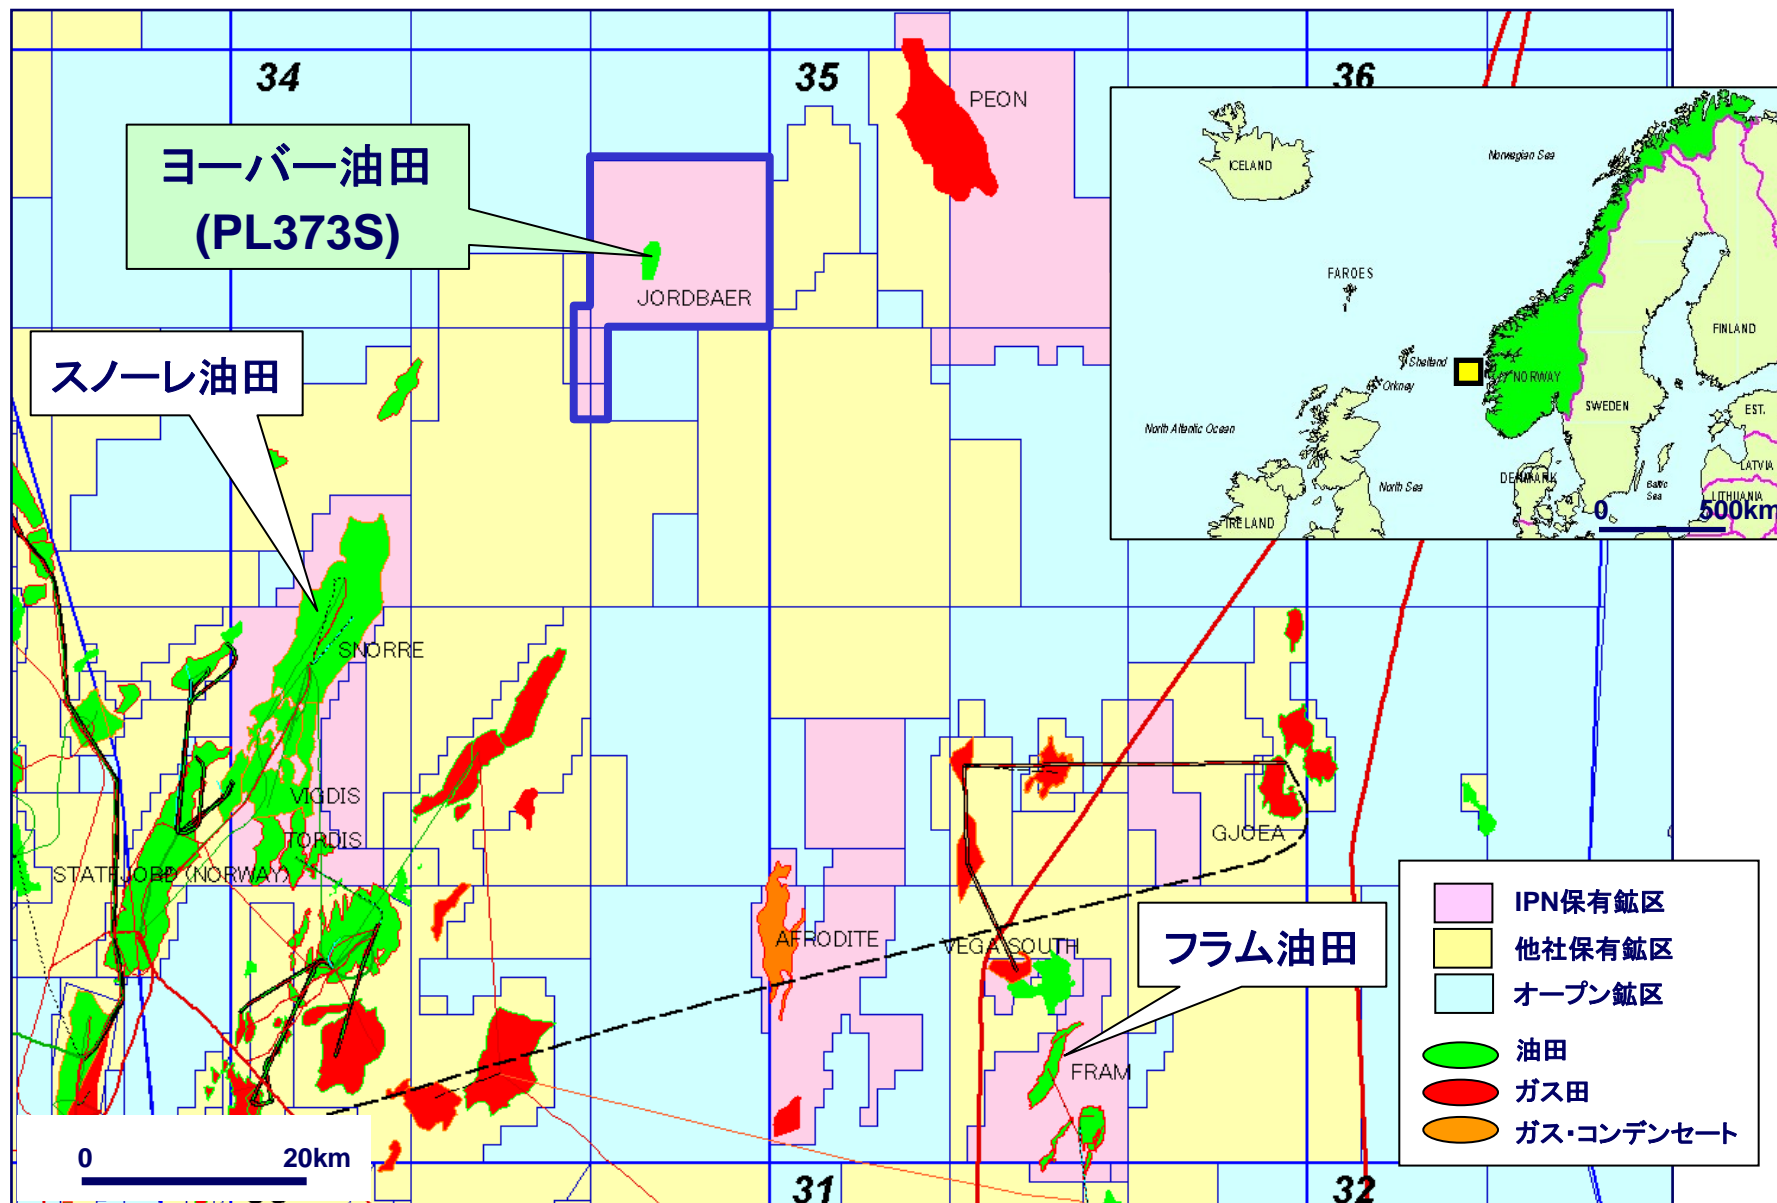 34
35
36
PEON
ヨーバー油田
(PL373S)
JORDBAER
スノーレ油田
SNORRE
VIGDIS
TORDIS
STATFJORD (NORWAY)
GJOEA
AFRODITE
VEGA SOUTH
フラム油田
FRAM
31
32
0
20km
ICELAND
Norwegian Sea
FAROES
FINLAND
Shetland
NORWAY
Orkney
SWEDEN
EST.
North Atlantic Ocean
LATVIA
DENMARK
Baltic
Sea
North Sea
LITHUANIA
IRELAND
0
500km
IPN保有鉱区
他社保有鉱区
オープン鉱区
油田
ガス田
ガス・コンデンセート